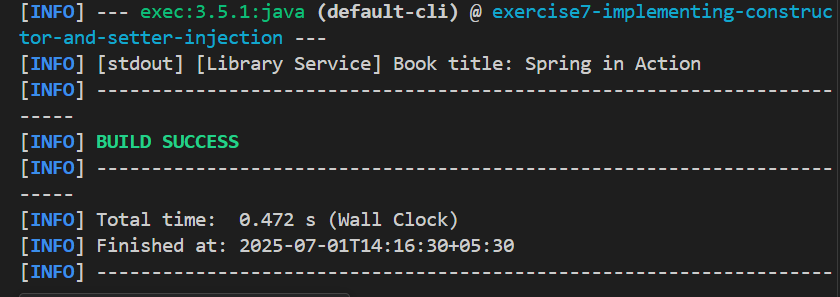 [INFO] --- exec:3.5.1:java (default-cli) @ exercise7-implementing-construc
tor-and-setter-injection ---
[INFO] [stdout] [Library Service] Book title: Spring in Action
[INFO] -------------------------------------------------------------------
-----
[INFO] BUILD SUCCESS
[INFO] -------------------------------------------------------------------
-----
[INFO] Total time:  0.472 s (Wall Clock)
[INFO] Finished at: 2025-07-01T14:16:30+05:30
[INFO] -------------------------------------------------------------------